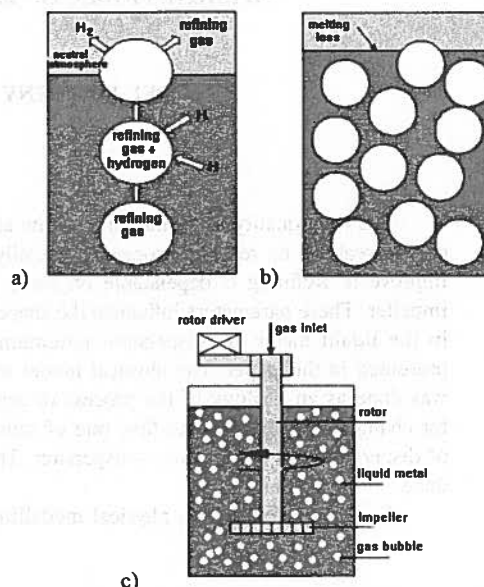 H2
refining
gas
neutral
atmosphere
refining
gas +
hydrogen
H
H
refining
gas
a)
melting
loss
b)
rotor driver
gas inlet
rotor
liquid metal
impeller
gas bubble
c)